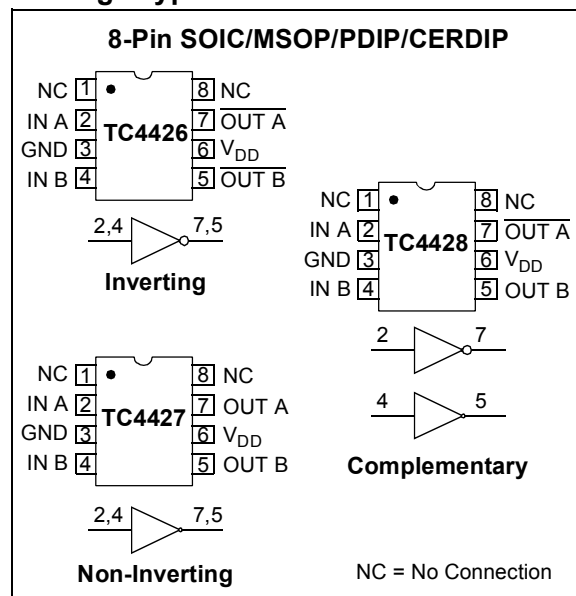 8-Pin SOIC/MSOP/PDIP/CERDIP
NC 1 8 NC
IN A 2 7 OUT A
GND 3 6 VDD
IN B 4 5 OUT B
TC4426
2,4 7,5
Inverting
NC 1 8 NC
IN A 2 7 OUT A
GND 3 6 VDD
IN B 4 5 OUT B
TC4428
2 7
4 5
Complementary
NC 1 8 NC
IN A 2 7 OUT A
GND 3 6 VDD
IN B 4 5 OUT B
TC4427
2,4 7,5
Non-Inverting
NC = No Connection